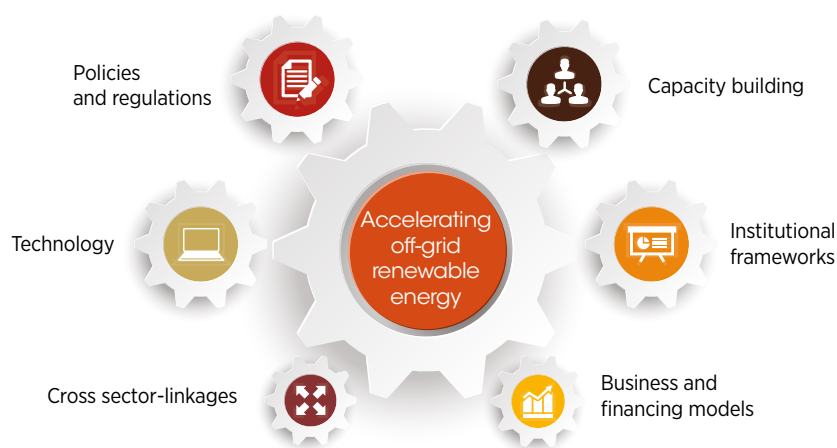 Policies
and regulations
Capacity building
Accelerating
off-grid
renewable
energy
Technology
Institutional
frameworks
Cross sector-linkages
Business and
financing models